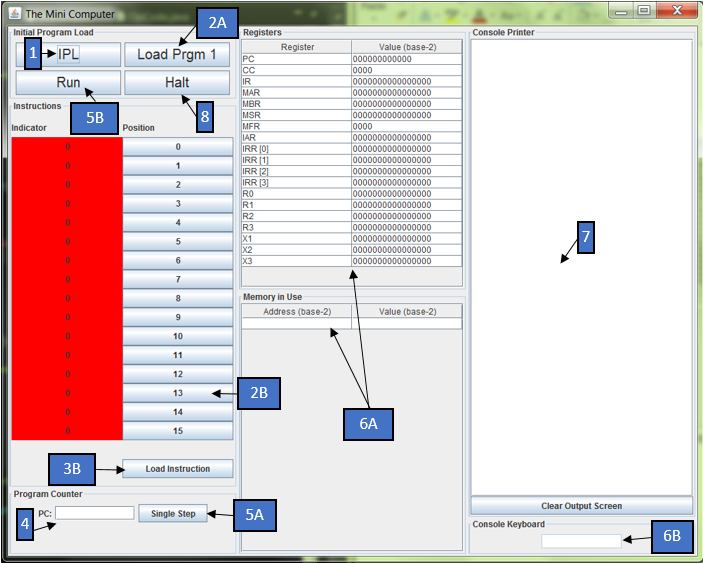 The Mini Computer
Initial Program Load
1 IPL
2A
Load Prgm 1
Run
Halt
5B
8
Instructions
Indicator Position
0 0
0 1
0 2
0 3
0 4
0 5
0 6
0 7
0 8
0 9
0 10
0 11
0 12
0 13
0 14
0 15
2B
3B
Load Instruction
Program Counter
4
PC:
Single Step
5A
Registers
Register Value (base-2)
PC 000000000000
CC 0000
IR 0000000000000000
MAR 0000000000000000
MBR 0000000000000000
MSR 0000000000000000
MFR 0000
IAR 0000000000000000
IRR [0] 0000000000000000
IRR [1] 0000000000000000
IRR [2] 0000000000000000
IRR [3] 0000000000000000
R0 0000000000000000
R1 0000000000000000
R2 0000000000000000
R3 0000000000000000
X1 0000000000000000
X2 0000000000000000
X3 0000000000000000
Memory in Use
Address (base-2) Value (base-2)
6A
Console Printer
7
Clear Output Screen
Console Keyboard
6B